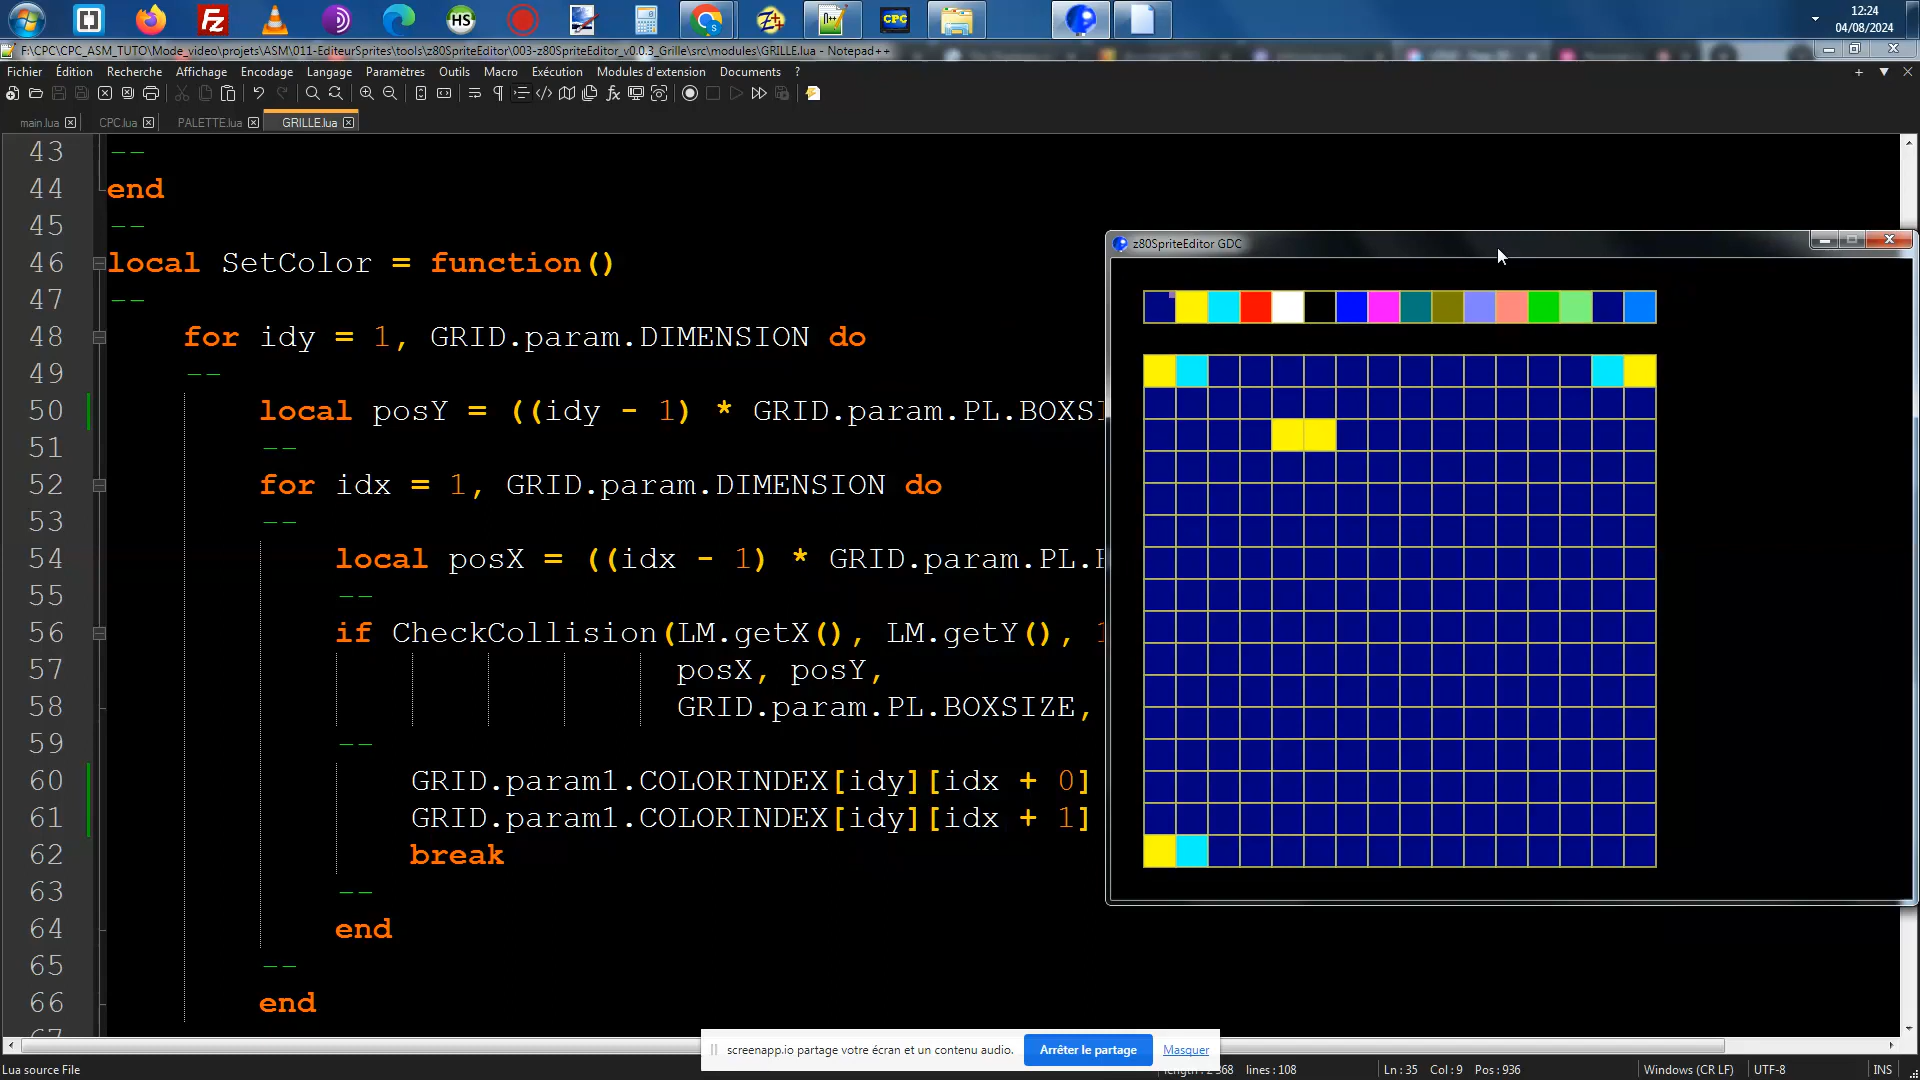 HS
CPC
12:24
04/08/2024
F:\CPC\CPC_ASM_TUTO\Mode_video\projets\ASM\011-EditeurSprites\tools\z80SpriteEditor\003-z80SpriteEditor_v0.0.3_Grille\src\modules\GRILLE.lua - Notepad++
Fichier Édition Recherche Affichage Encodage Langage Paramètres Outils Macro Exécution Modules d'extension Documents ?
main.lua CPC.lua PALETTE.lua GRILLE.lua
43 --
44 end
45 --
46 local SetColor = function()
47 --
48 for idy = 1, GRID.param.DIMENSION do
49 --
50 local posY = ((idy - 1) * GRID.param.PL.BOXSI
51 --
52 for idx = 1, GRID.param.DIMENSION do
53 --
54 local posX = ((idx - 1) * GRID.param.PL.
55 --
56 if CheckCollision(LM.getX(), LM.getY(), 1
57 posX, posY,
58 GRID.param.PL.BOXSIZE,
59 --
60 GRID.param1.COLORINDEX[idy][idx + 0]
61 GRID.param1.COLORINDEX[idy][idx + 1]
62 break
63 --
64 end
65 --
66 end
z80SpriteEditor GDC
screenapp.io partage votre écran et un contenu audio. Arrêter le partage Masquer
Lua source File lines : 108 Ln : 35 Col : 9 Pos : 936 Windows (CR LF) UTF-8 INS